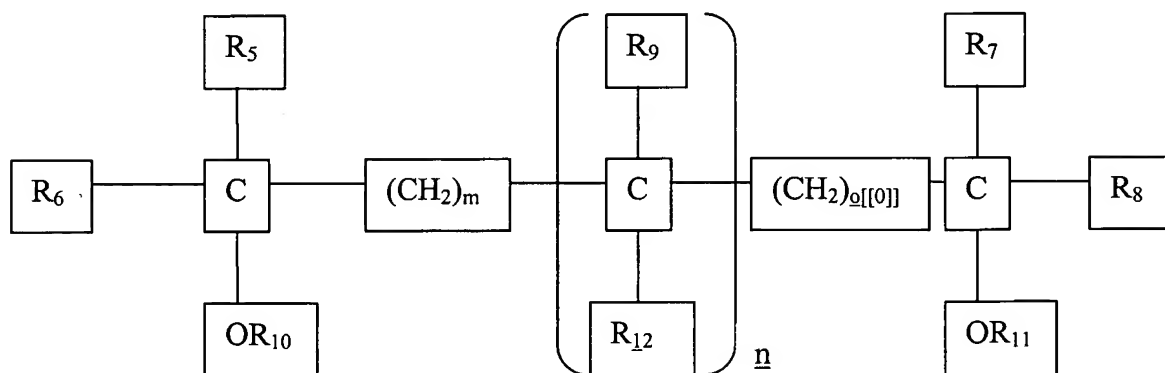 R₅ R₉ R₇
R₆ C (CH₂)ₘ C (CH₂)o[[0]] C R₈
OR₁₀ R₁₂ OR₁₁
n